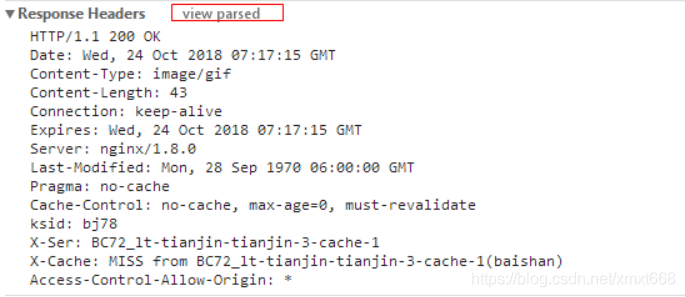 ▼Response Headers view parsed
HTTP/1.1 200 OK
Date: Wed, 24 Oct 2018 07:17:15 GMT
Content-Type: image/gif
Content-Length: 43
Connection: keep-alive
Expires: Wed, 24 Oct 2018 07:17:15 GMT
Server: nginx/1.8.0
Last-Modified: Mon, 28 Sep 1970 06:00:00 GMT
Pragma: no-cache
Cache-Control: no-cache, max-age=0, must-revalidate
ksid: bj78
X-Ser: BC72_lt-tianjin-tianjin-3-cache-1
X-Cache: MISS from BC72_lt-tianjin-tianjin-3-cache-1(baishan)
Access-Control-Allow-Origin: *
https://blog.csdn.net/xmxt668